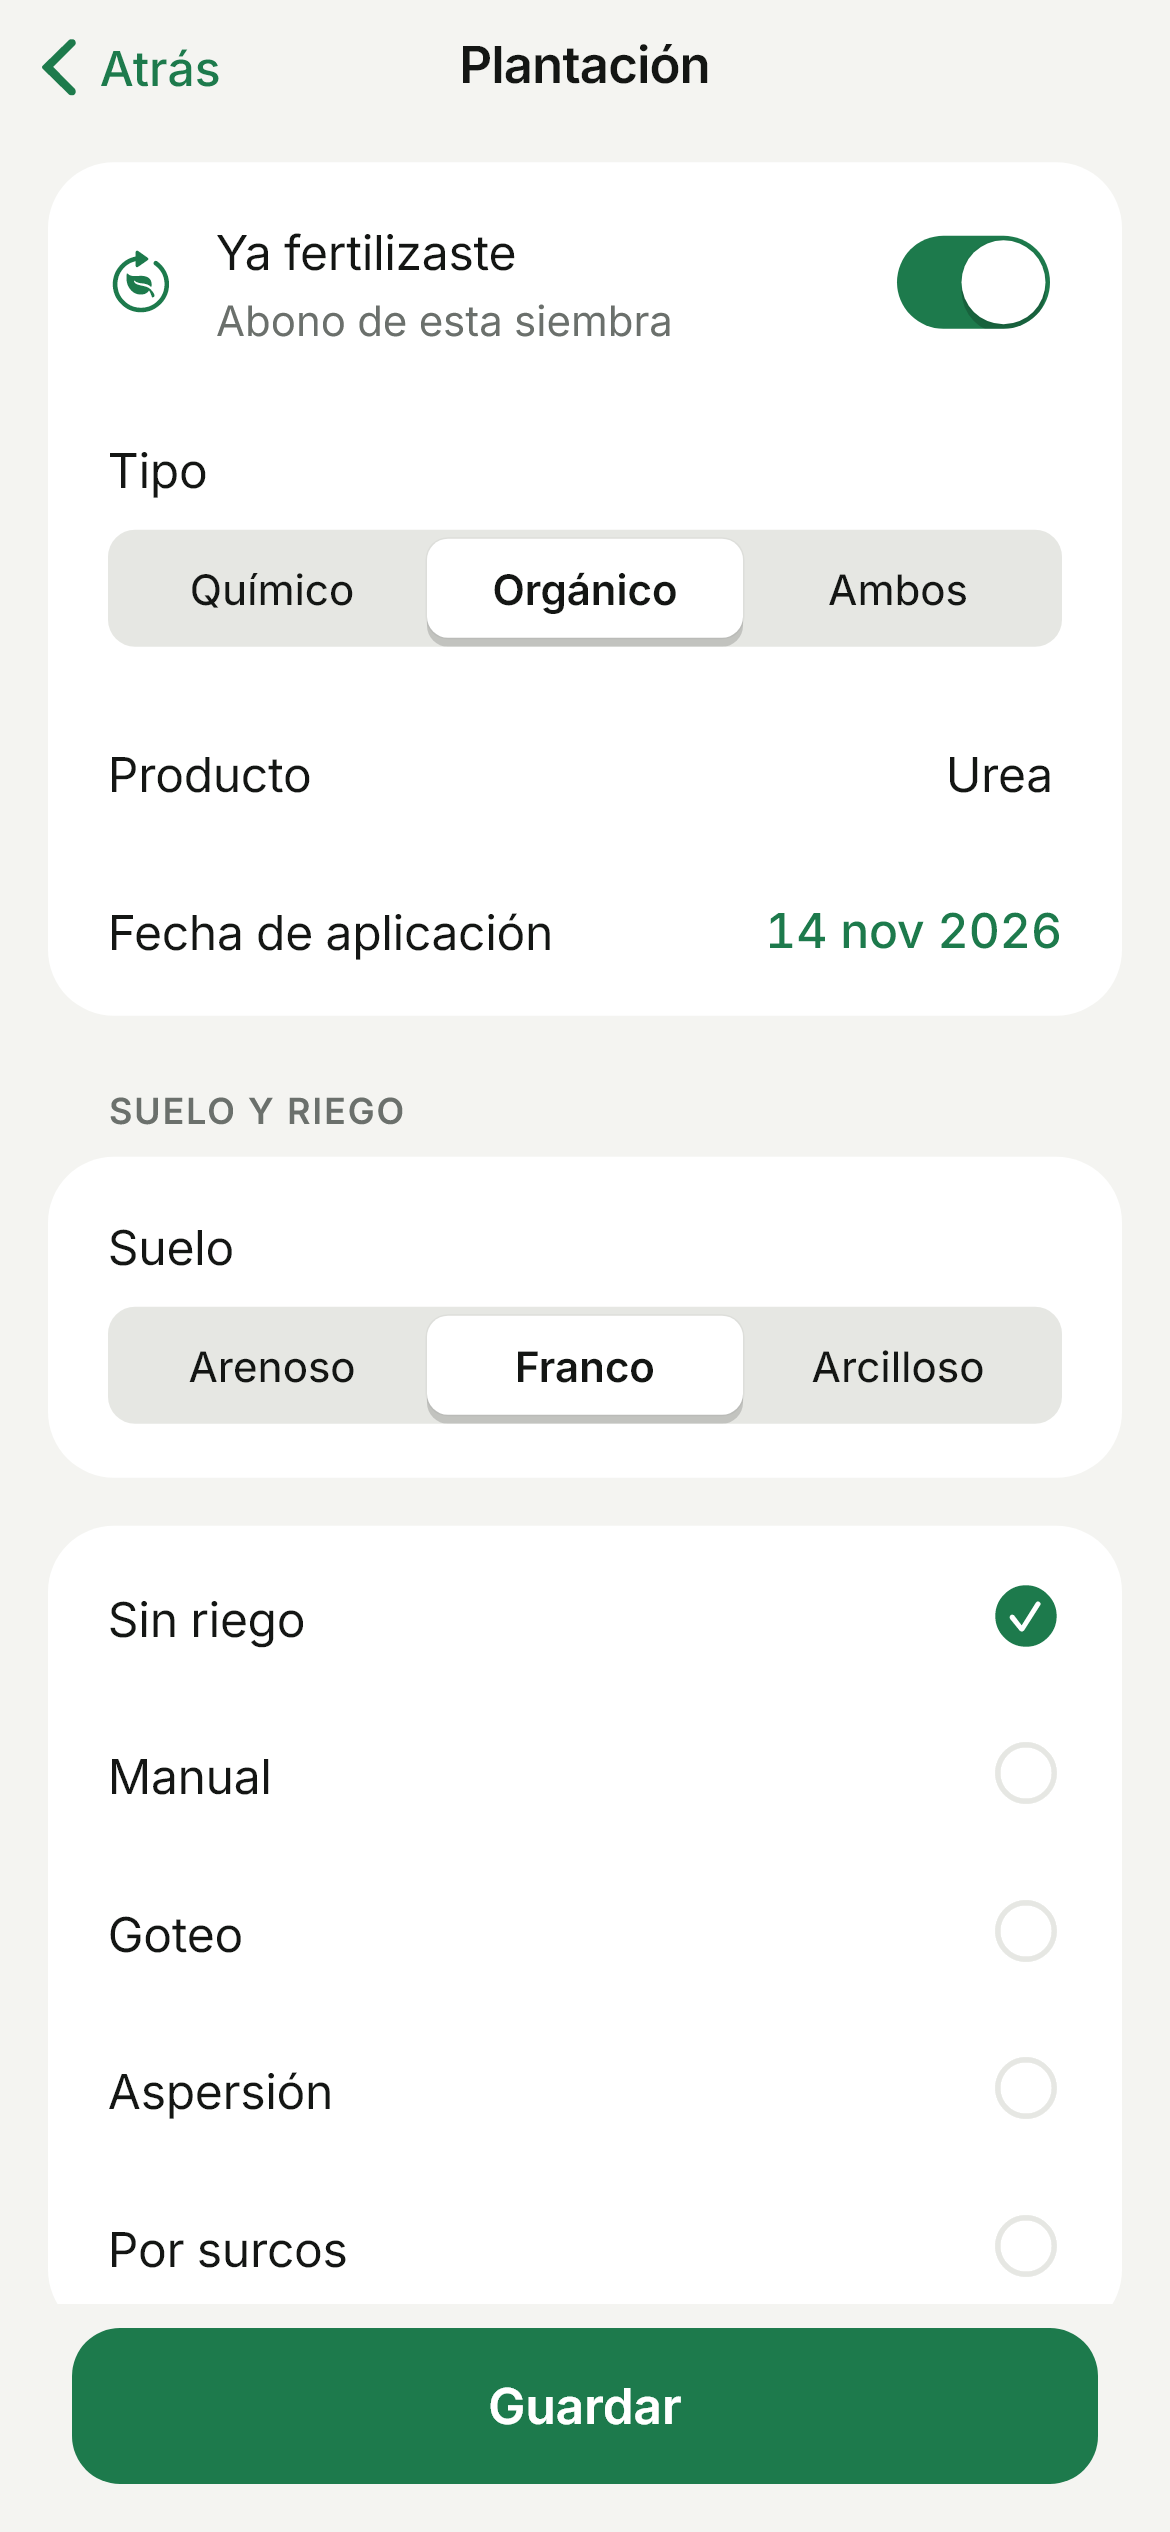 Atrás
Plantación
Ya fertilizaste
Abono de esta siembra
Tipo
Químico Orgánico Ambos
Producto Urea
Fecha de aplicación 14 nov 2026
SUELO Y RIEGO
Suelo
Arenoso Franco Arcilloso
Sin riego
Manual
Goteo
Aspersión
Por surcos
Guardar